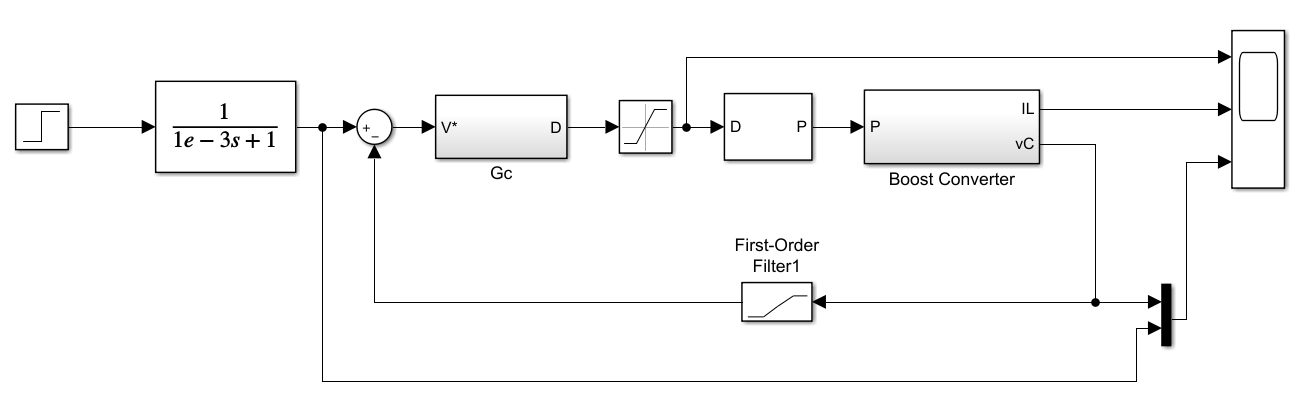 1
1e − 3s + 1
+
−
V*
D
Gc
D
P
P
IL
vC
Boost Converter
First-Order
Filter1